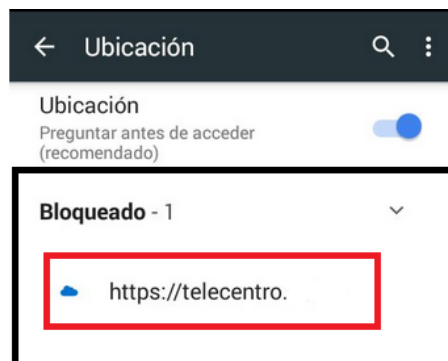 Ubicación
Ubicación
Preguntar antes de acceder
(recomendado)
Bloqueado - 1
https://telecentro.